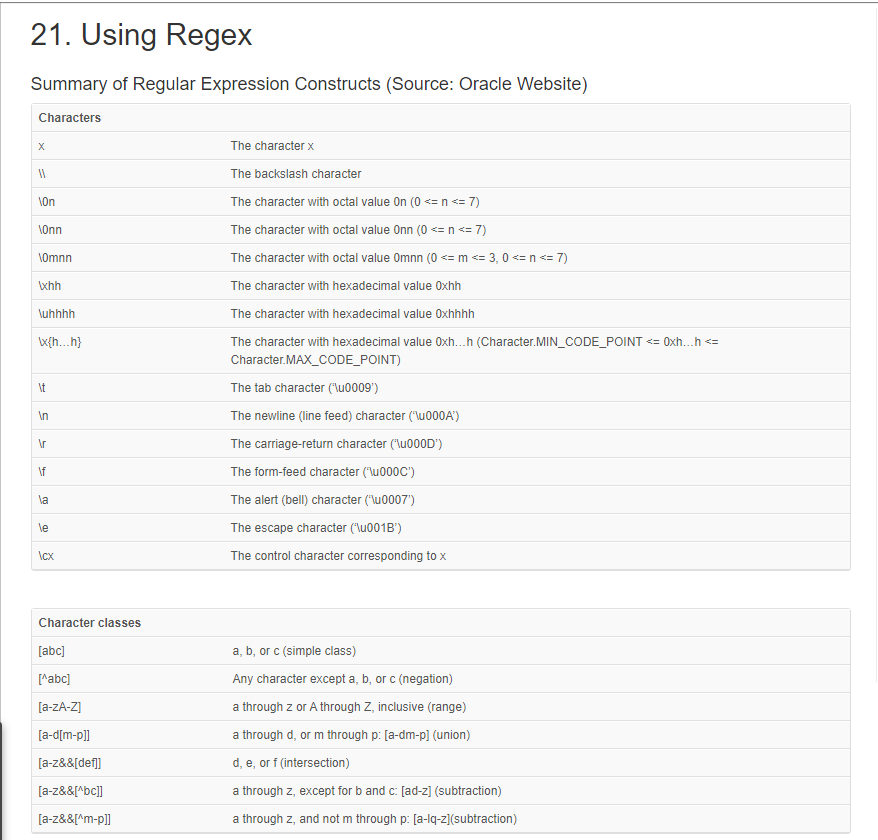 21. Using Regex
Summary of Regular Expression Constructs (Source: Oracle Website)
Characters
x The character x
\\ The backslash character
\0n The character with octal value 0n (0 <= n <= 7)
\0nn The character with octal value 0nn (0 <= n <= 7)
\0mnn The character with octal value 0mnn (0 <= m <= 3, 0 <= n <= 7)
\xhh The character with hexadecimal value 0xhh
\uhhhh The character with hexadecimal value 0xhhhh
\x{h…h} The character with hexadecimal value 0xh…h (Character.MIN_CODE_POINT <= 0xh…h <=
Character.MAX_CODE_POINT)
\t The tab character (‘\u0009’)
\n The newline (line feed) character (‘\u000A’)
\r The carriage-return character (‘\u000D’)
\f The form-feed character (‘\u000C’)
\a The alert (bell) character (‘\u0007’)
\e The escape character (‘\u001B’)
\cx The control character corresponding to x
Character classes
[abc] a, b, or c (simple class)
[^abc] Any character except a, b, or c (negation)
[a-zA-Z] a through z or A through Z, inclusive (range)
[a-d[m-p]] a through d, or m through p: [a-dm-p] (union)
[a-z&&[def]] d, e, or f (intersection)
[a-z&&[^bc]] a through z, except for b and c: [ad-z] (subtraction)
[a-z&&[^m-p]] a through z, and not m through p: [a-lq-z](subtraction)